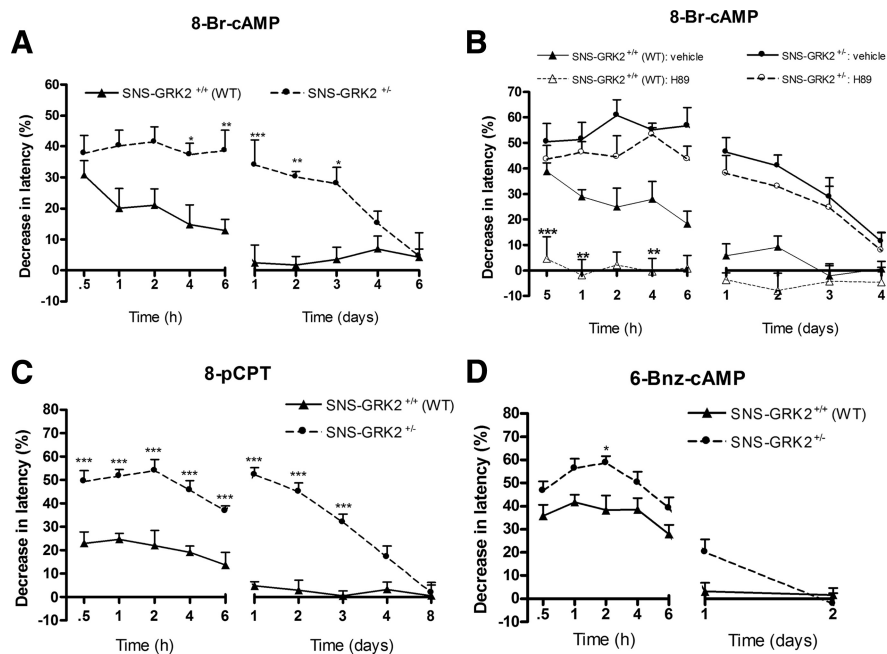 A
8-Br-cAMP
SNS-GRK2 +/+ (WT)
SNS-GRK2 +/-
Decrease in latency (%)
60
50
40
30
20
10
0
-10
* ** *** ** *
.5 1 2 4 6
1 2 3 4 6
Time (h)
Time (days)
B
8-Br-cAMP
SNS-GRK2 +/+ (WT): vehicle
SNS-GRK2 +/- : vehicle
SNS-GRK2 +/+ (WT): H89
SNS-GRK2 +/- : H89
Decrease in latency (%)
70
60
50
40
30
20
10
0
-10
*** ** **
5 1 2 4 6
1 2 3 4
Time (h)
Time (days)
C
8-pCPT
SNS-GRK2 +/+ (WT)
SNS-GRK2 +/-
Decrease in latency (%)
80
70
60
50
40
30
20
10
0
-10
*** *** *** *** *** *** *** ***
.5 1 2 4 6
1 2 3 4 8
Time (h)
Time (days)
D
6-Bnz-cAMP
SNS-GRK2 +/+ (WT)
SNS-GRK2 +/-
Decrease in latency (%)
80
70
60
50
40
30
20
10
0
-10
*
.5 1 2 4 6
1 2
Time (h)
Time (days)